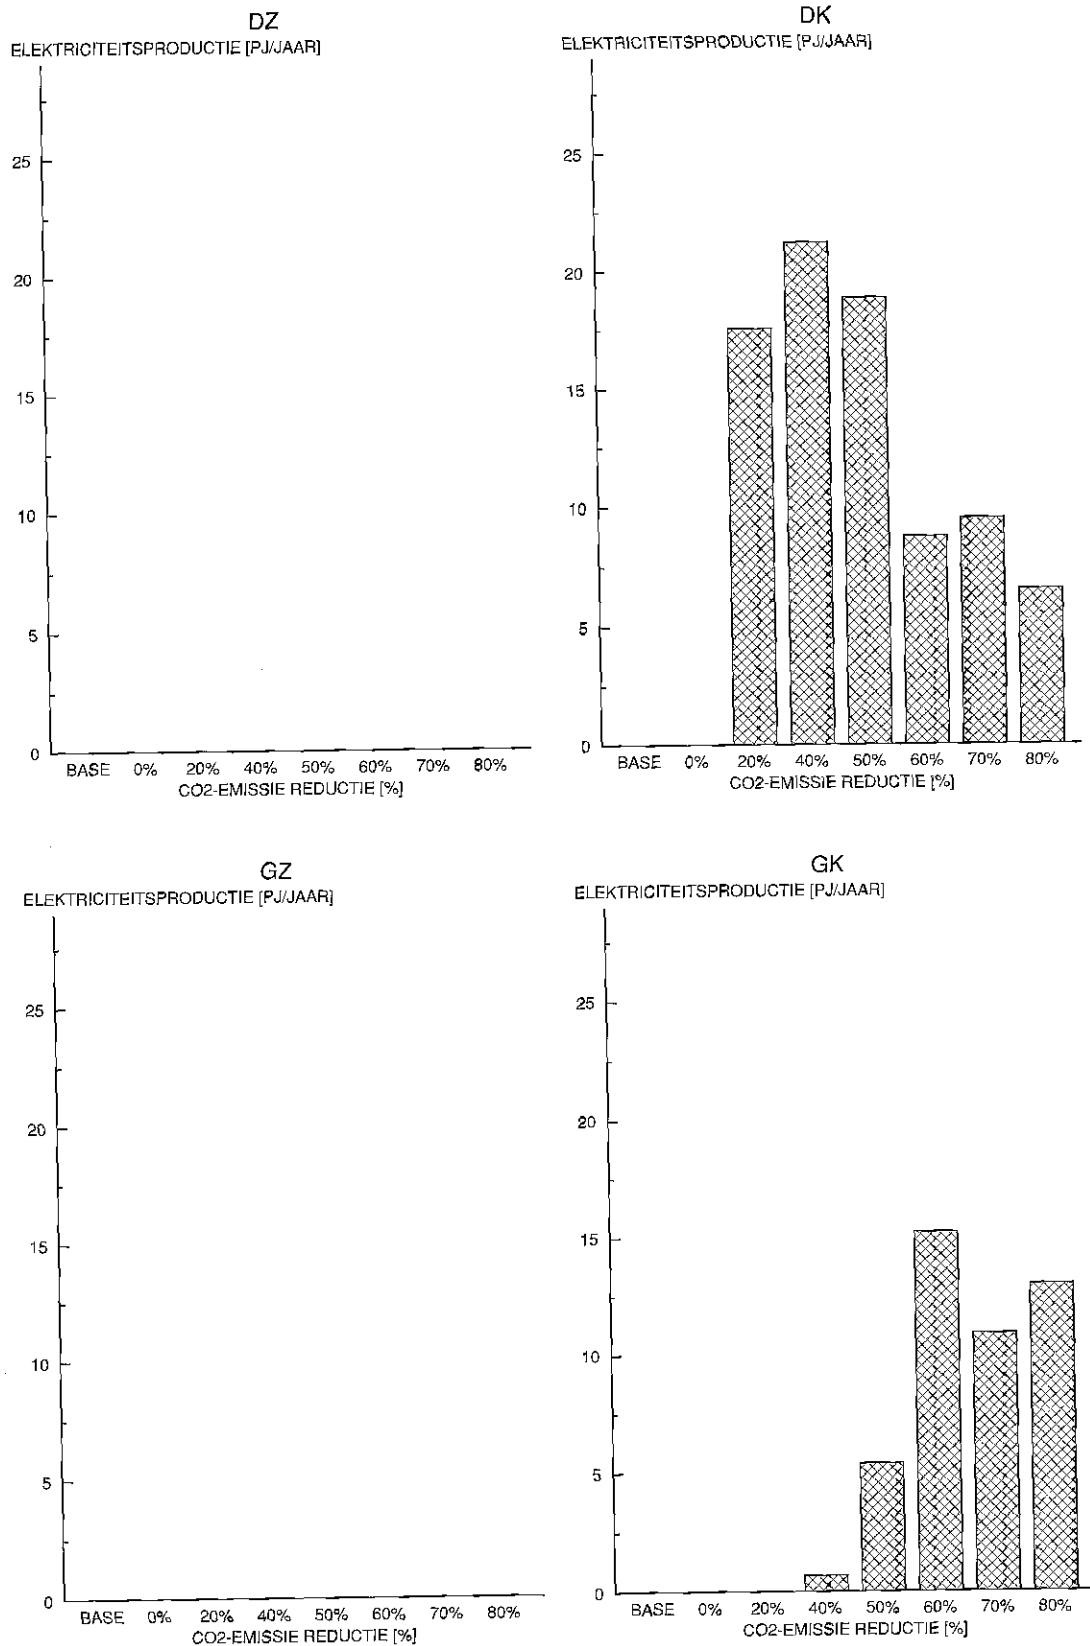 DZ
ELEKTRICITEITSPRODUCTIE [PJ/JAAR]
25
20
15
10
5
0
BASE 0% 20% 40% 50% 60% 70% 80%
CO2-EMISSIE REDUCTIE [%]
DK
ELEKTRICITEITSPRODUCTIE [PJ/JAAR]
25
20
15
10
5
0
BASE 0% 20% 40% 50% 60% 70% 80%
CO2-EMISSIE REDUCTIE [%]
GZ
ELEKTRICITEITSPRODUCTIE [PJ/JAAR]
25
20
15
10
5
0
BASE 0% 20% 40% 50% 60% 70% 80%
CO2-EMISSIE REDUCTIE [%]
GK
ELEKTRICITEITSPRODUCTIE [PJ/JAAR]
25
20
15
10
5
0
BASE 0% 20% 40% 50% 60% 70% 80%
CO2-EMISSIE REDUCTIE [%]